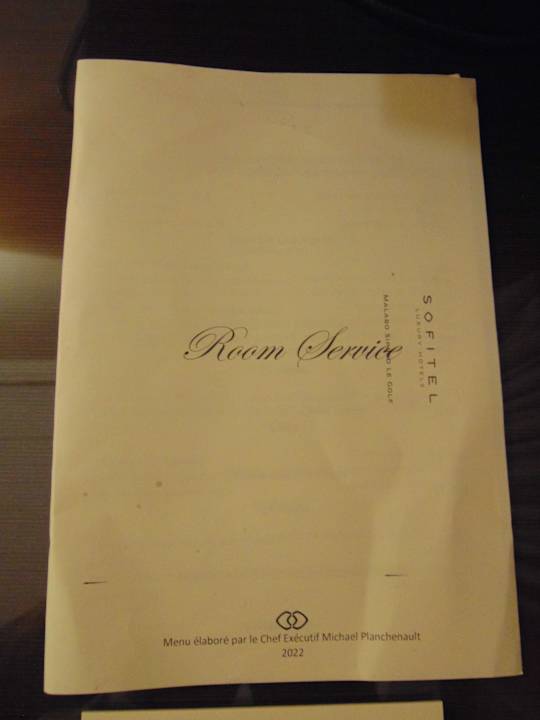 Room Service
SOFITEL
LUXURY HOTELS
MALABO SIPOPO LE GOLF
Menu élaboré par le Chef Exécutif Michael Planchenault
2022